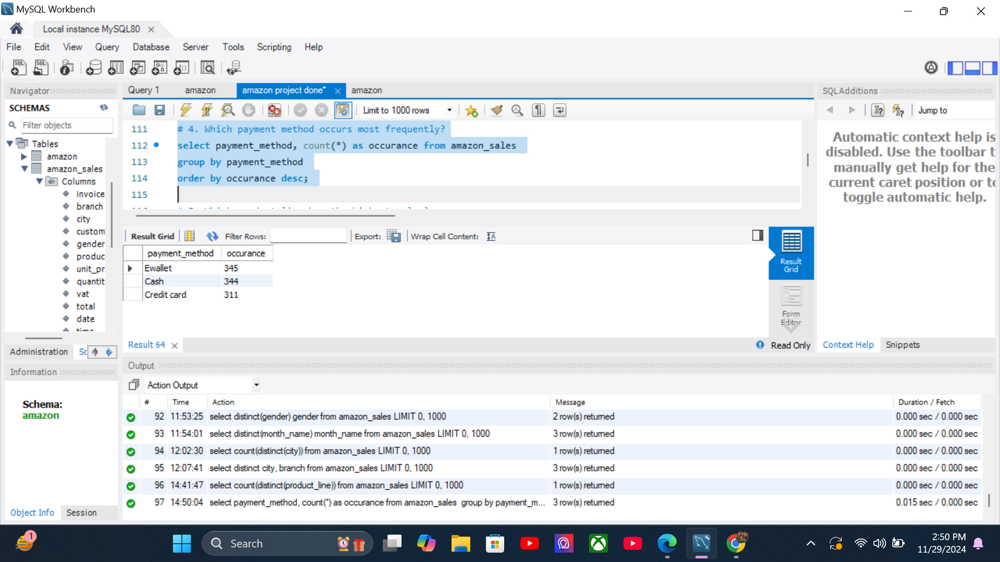 MySQL Workbench
Local instance MySQL80
File Edit View Query Database Server Tools Scripting Help
Navigator
SCHEMAS
Filter objects
Tables
amazon
amazon_sales
Columns
invoice
branch
city
custom
gender
produc
unit_pr
quantit
vat
total
date
Administration Sc
Information
Schema:
amazon
Object Info Session
Query 1 amazon amazon project done* amazon
Limit to 1000 rows
111 # 4. Which payment method occurs most frequently?
112 select payment_method, count(*) as occurance from amazon_sales
113 group by payment_method
114 order by occurance desc;
115
Result Grid Filter Rows: Export: Wrap Cell Content:
payment_method occurance
Ewallet 345
Cash 344
Credit card 311
Result Grid
Form Editor
Result 64
Read Only
SQLAdditions
Jump to
Automatic context help is
disabled. Use the toolbar t
manually get help for the
current caret position or to
toggle automatic help.
Context Help Snippets
Output
Action Output
# Time Action Message Duration / Fetch
92 11:53:25 select distinct(gender) gender from amazon_sales LIMIT 0, 1000 2 row(s) returned 0.000 sec / 0.000 sec
93 11:54:01 select distinct(month_name) month_name from amazon_sales LIMIT 0, 1000 3 row(s) returned 0.000 sec / 0.000 sec
94 12:02:30 select count(distinct(city)) from amazon_sales LIMIT 0, 1000 1 row(s) returned 0.000 sec / 0.000 sec
95 12:07:41 select distinct city, branch from amazon_sales LIMIT 0, 1000 3 row(s) returned 0.000 sec / 0.000 sec
96 14:41:47 select count(distinct(product_line)) from amazon_sales LIMIT 0, 1000 1 row(s) returned 0.000 sec / 0.000 sec
97 14:50:04 select payment_method, count(*) as occurance from amazon_sales group by payment_m... 3 row(s) returned 0.015 sec / 0.000 sec
1
Search
2:50 PM
11/29/2024